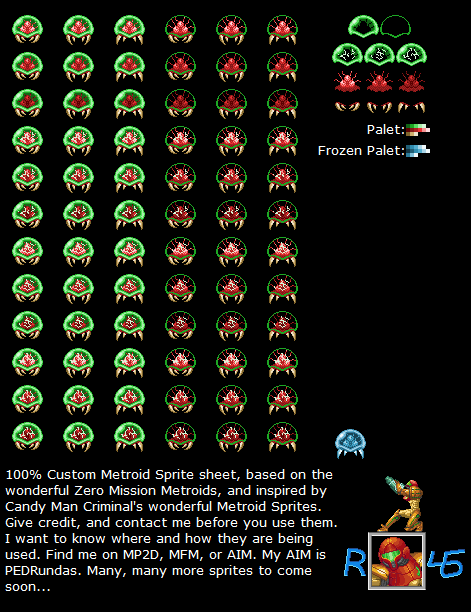 Palet:
Frozen Palet:
100% Custom Metroid Sprite sheet, based on the
wonderful Zero Mission Metroids, and inspired by
Candy Man Criminal's wonderful Metroid Sprites.
Give credit, and contact me before you use them.
I want to know where and how they are being
used. Find me on MP2D, MFM, or AIM. My AIM is
PEDRundas. Many, many more sprites to come
soon...
R 45